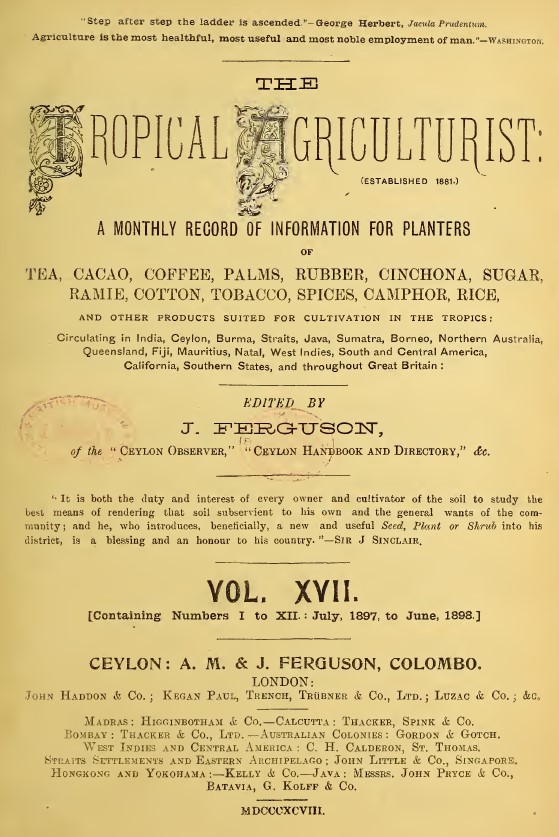 "Step after step the ladder is ascended."—George Herbert, Jacula Prudentum.
Agriculture is the most healthful, most useful and most noble employment of man."—WASHINGTON.
THE
TROPICAL AGRICULTURIST:
(ESTABLISHED 1881.)
A MONTHLY RECORD OF INFORMATION FOR PLANTERS
OF
TEA, CACAO, COFFEE, PALMS, RUBBER, CINCHONA, SUGAR,
RAMIE, COTTON, TOBACCO, SPICES, CAMPHOR, RICE,
AND OTHER PRODUCTS SUITED FOR CULTIVATION IN THE TROPICS:
Circulating in India, Ceylon, Burma, Straits, Java, Sumatra, Borneo, Northern Australia,
Queensland, Fiji, Mauritius, Natal, West Indies, South and Central America,
California, Southern States, and throughout Great Britain:
EDITED BY
J. FERGUSON,
of the "CEYLON OBSERVER," "CEYLON HANDBOOK AND DIRECTORY," &c.
"It is both the duty and interest of every owner and cultivator of the soil to study the
best means of rendering that soil subservient to his own and the general wants of the com-
munity; and he, who introduces, beneficially, a new and useful Seed, Plant or Shrub into his
district, is a blessing and an honour to his country."—SIR J SINCLAIR.
VOL. XVII.
[Containing Numbers I to XII.: July, 1897, to June, 1898.]
CEYLON: A. M. & J. FERGUSON, COLOMBO.
LONDON:
JOHN HADDON & Co.; KEGAN PAUL, TRENCH, TRÜBNER & Co., LTD.; LUZAC & Co.; &c.
MADRAS: HIGGINBOTHAM & Co.—CALCUTTA: THACKER, SPINK & Co.
BOMBAY: THACKER & Co., LTD.—AUSTRALIAN COLONIES: GORDON & GOTCH.
WEST INDIES AND CENTRAL AMERICA: C. H. CALDERON, ST. THOMAS.
STRAITS SETTLEMENTS AND EASTERN ARCHIPELAGO; JOHN LITTLE & Co., SINGAPORE.
HONGKONG AND YOKOHAMA:—KELLY & Co.—JAVA: MESSRS. JOHN PRYCE & Co.,
BATAVIA, G. KOLFF & Co.
MDCCCXCVIII.